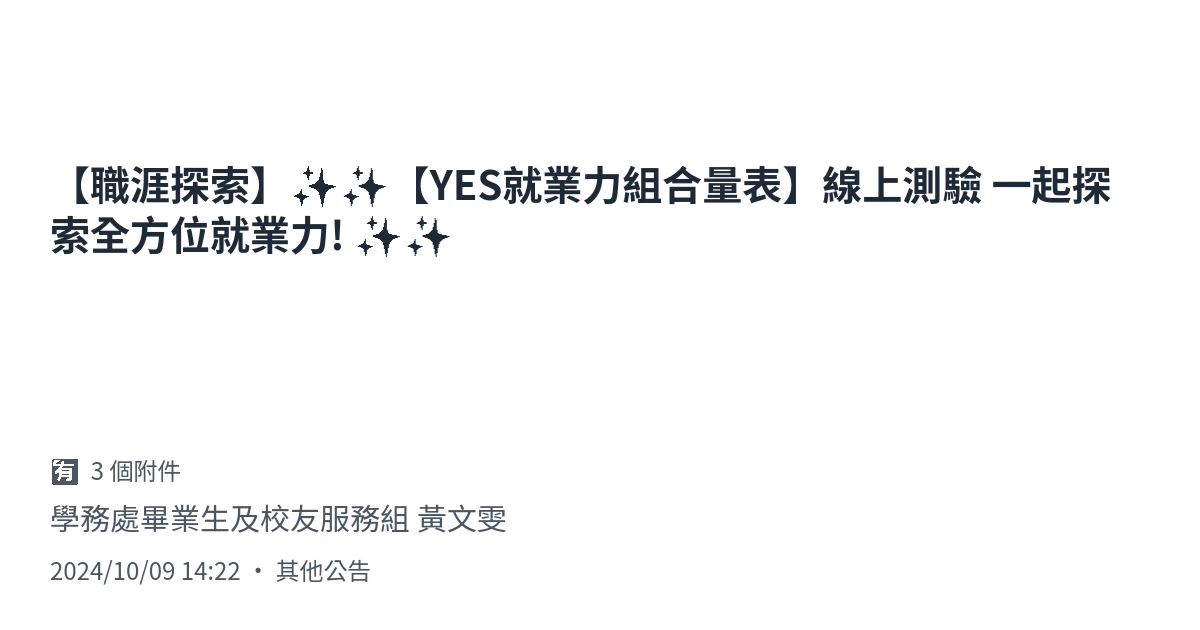 【職涯探索】✨✨【YES就業力組合量表】線上測驗 一起探
索全方位就業力! ✨✨
🈶 3 個附件
學務處畢業生及校友服務組 黃文雯
2024/10/09 14:22 ・ 其他公告